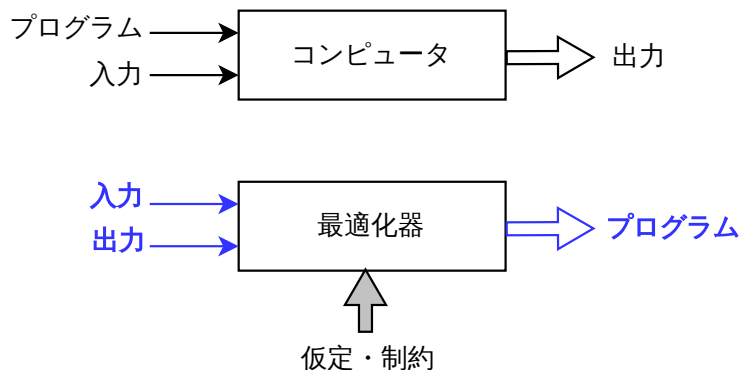 プログラム
入力
コンピュータ
出力
入力
出力
最適化器
プログラム
仮定・制約